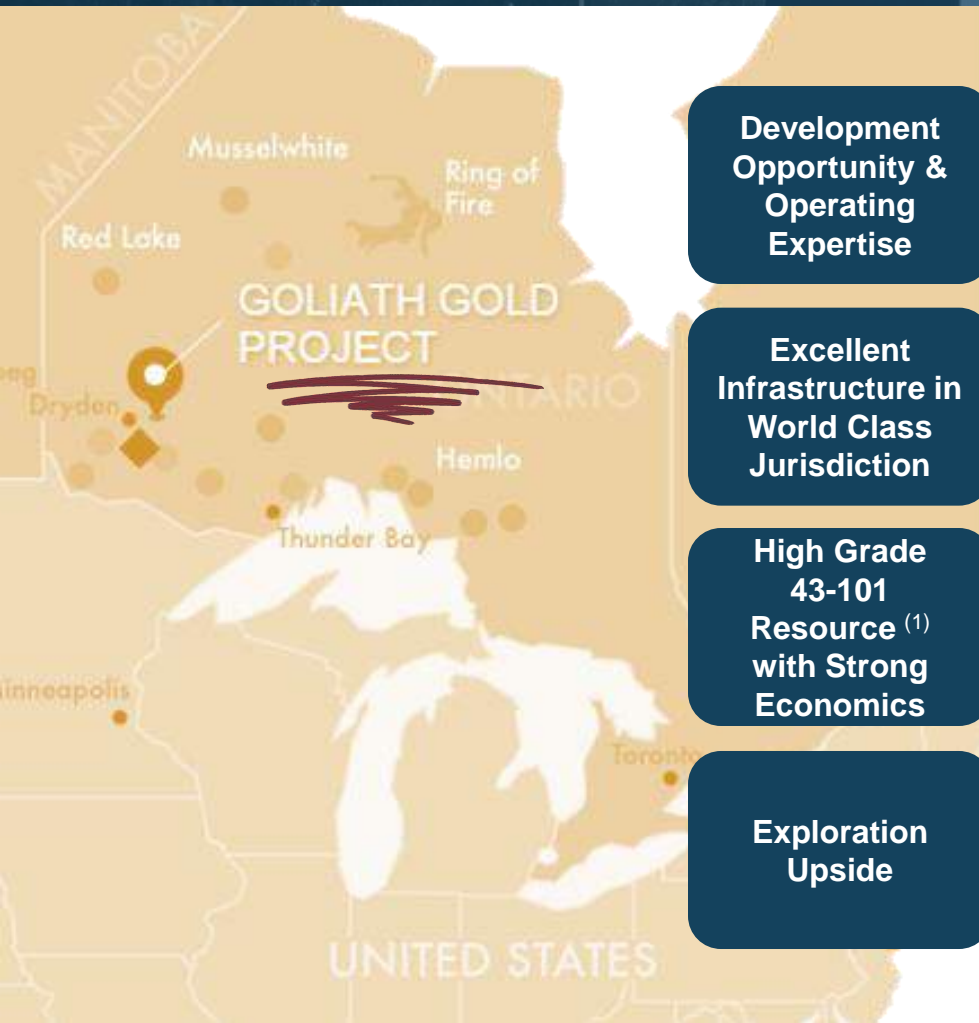 MANITOBA
Musselwhite
Ring of
Fire
Red Lake
GOLIATH GOLD
PROJECT
NTARIO
eg
Dryden
Hemlo
Thunder Bay
inneapolis
Toronto
UNITED STATES
Development
Opportunity &
Operating
Expertise
Excellent
Infrastructure in
World Class
Jurisdiction
High Grade
43-101
Resource (1)
with Strong
Economics
Exploration
Upside